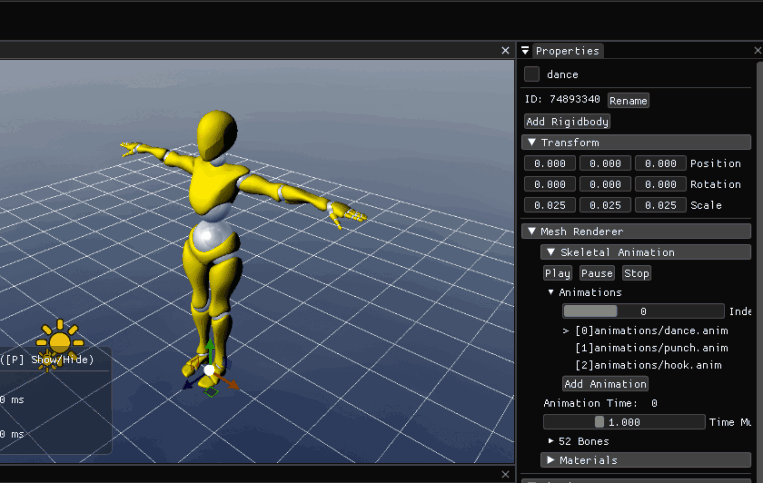 Properties
dance
ID: 74893340 Rename
Add Rigidbody
Transform
0.000 0.000 0.000 Position
0.000 0.000 0.000 Rotation
0.025 0.025 0.025 Scale
Mesh Renderer
Skeletal Animation
Play Pause Stop
Animations
0 Inde
> [0]animations/dance.anim
[1]animations/punch.anim
[2]animations/hook.anim
Add Animation
Animation Time: 0
1.000 Time Mu
52 Bones
Materials
([P] Show/Hide)
0 ms
0 ms